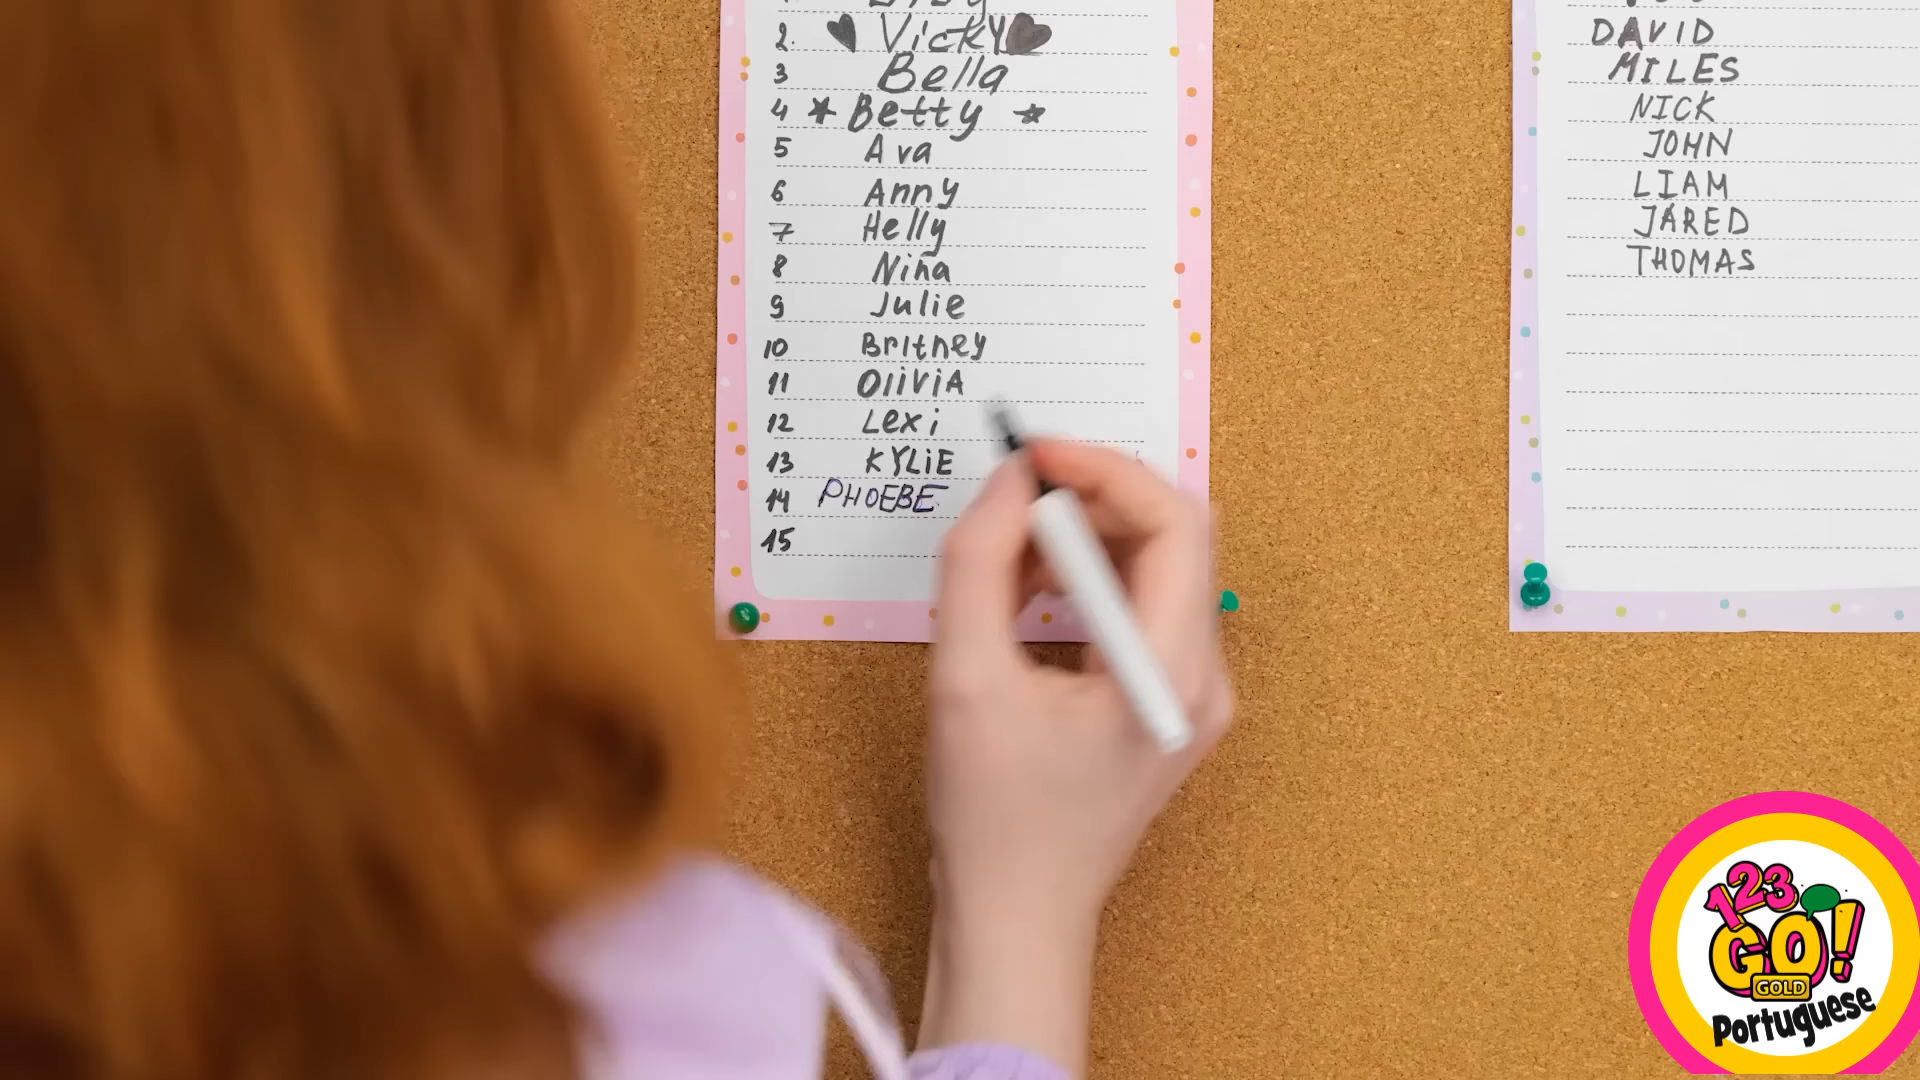 2. Vicky
3 Bella
4 Betty
5 Ava
6 Anny
7 Helly
8 Nina
9 Julie
10 Britney
11 OliviA
12 Lexi
13 KYLiE
14 PHOEBE
15
DAVID
MILES
NICK
JOHN
LIAM
JARED
THOMAS
123
GO!
GOLD
Portuguese